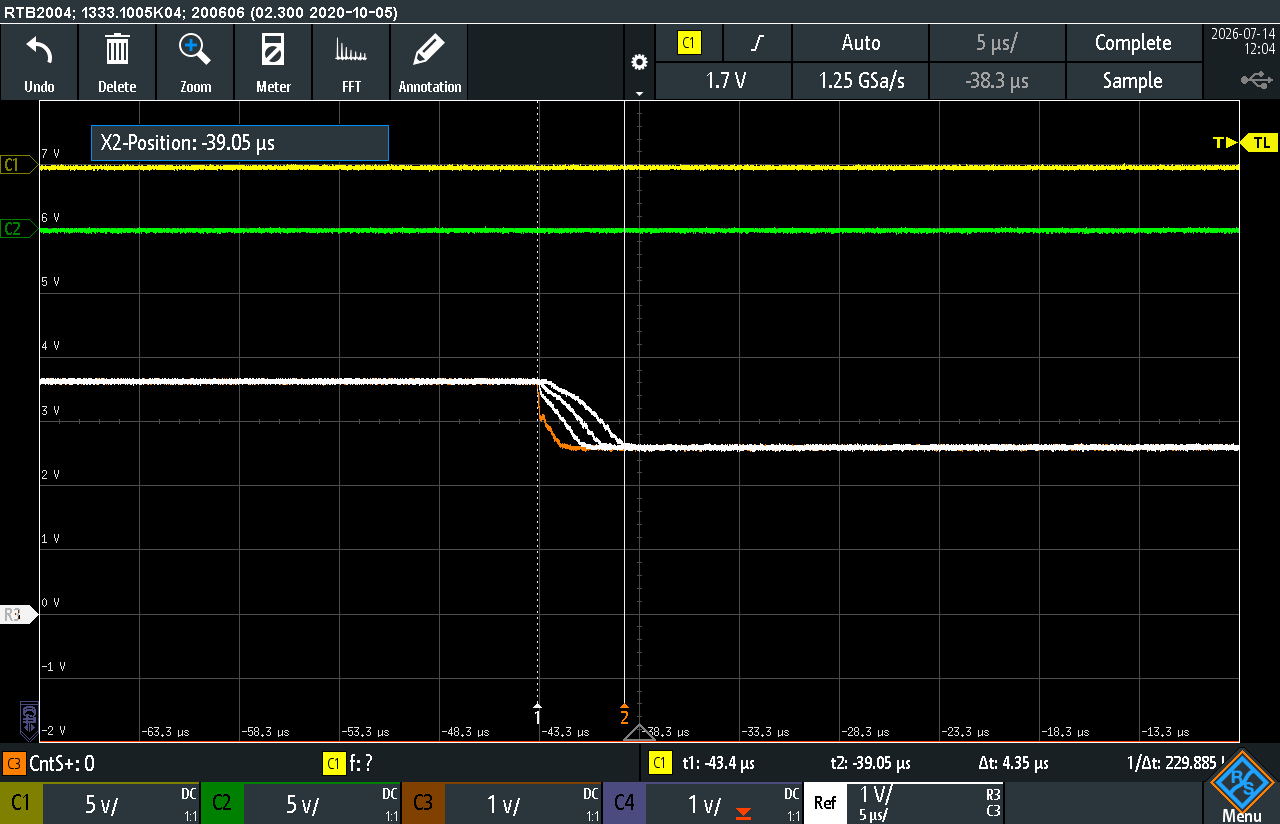 RTB2004; 1333.1005K04; 200606 (02.300 2020-10-05)
Undo
Delete
Zoom
Meter
FFT
Annotation
C1
Auto
5 µs/
Complete
2026-07-14
12:04
1.7 V
1.25 GSa/s
-38.3 µs
Sample
X2-Position: -39.05 µs
T
TL
C1
7 V
C2
6 V
5 V
4 V
3 V
2 V
1 V
R3
0 V
-1 V
-2 V
1
2
-63.3 µs
-58.3 µs
-53.3 µs
-48.3 µs
-43.3 µs
-38.3 µs
-33.3 µs
-28.3 µs
-23.3 µs
-18.3 µs
-13.3 µs
C3 CntS+: 0
C1 f: ?
C1 t1: -43.4 µs t2: -39.05 µs Δt: 4.35 µs 1/Δt: 229.885
C1 5 V/ DC 1:1
C2 5 V/ DC 1:1
C3 1 V/ DC 1:1
C4 1 V/ DC 1:1
Ref 1 V/ 5 µs/ R3 C3
R&S
Menu